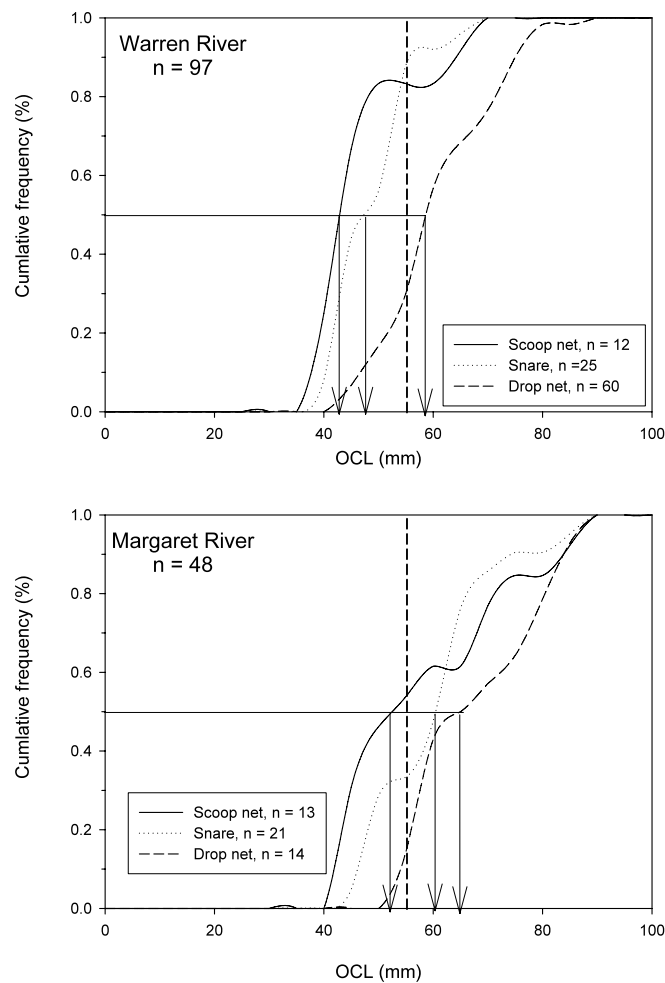 Warren River
n = 97
Cumlative frequency (%)
1.0
0.8
0.6
0.4
0.2
0.0
Scoop net, n = 12
Snare, n =25
Drop net, n = 60
0 20 40 60 80 100
OCL (mm)
Margaret River
n = 48
Cumlative frequency (%)
1.0
0.8
0.6
0.4
0.2
0.0
Scoop net, n = 13
Snare, n = 21
Drop net, n = 14
0 20 40 60 80 100
OCL (mm)